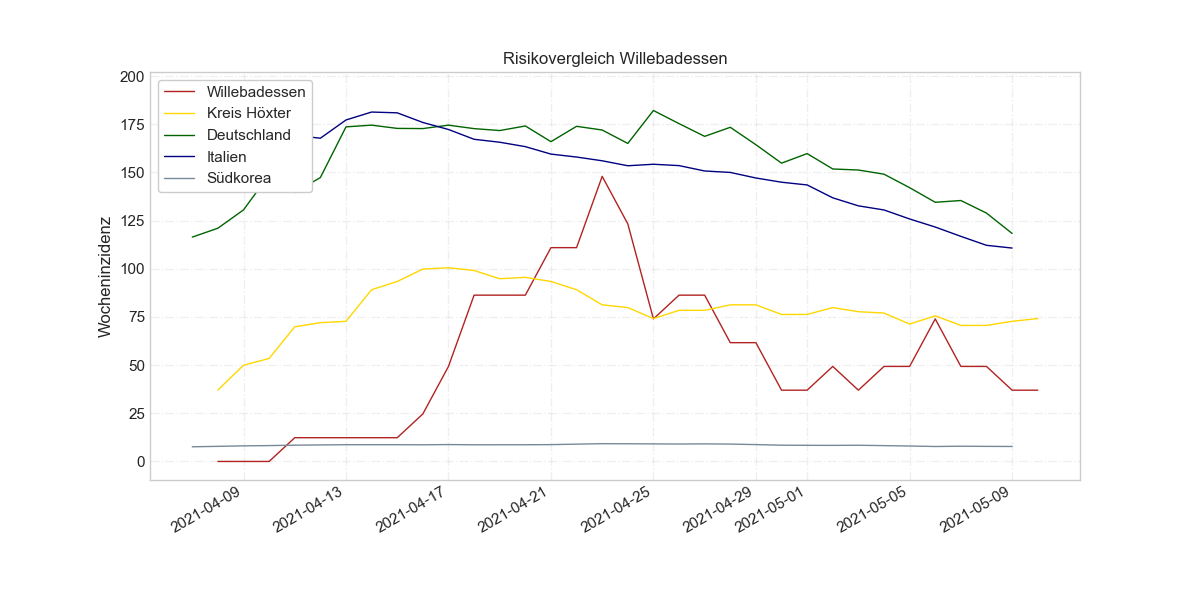 Risikovergleich Willebadessen
Willebadessen
Kreis Höxter
Deutschland
Italien
Südkorea
Wocheninzidenz
200
175
150
125
100
75
50
25
0
2021-04-09
2021-04-13
2021-04-17
2021-04-21
2021-04-25
2021-04-29
2021-05-01
2021-05-05
2021-05-09